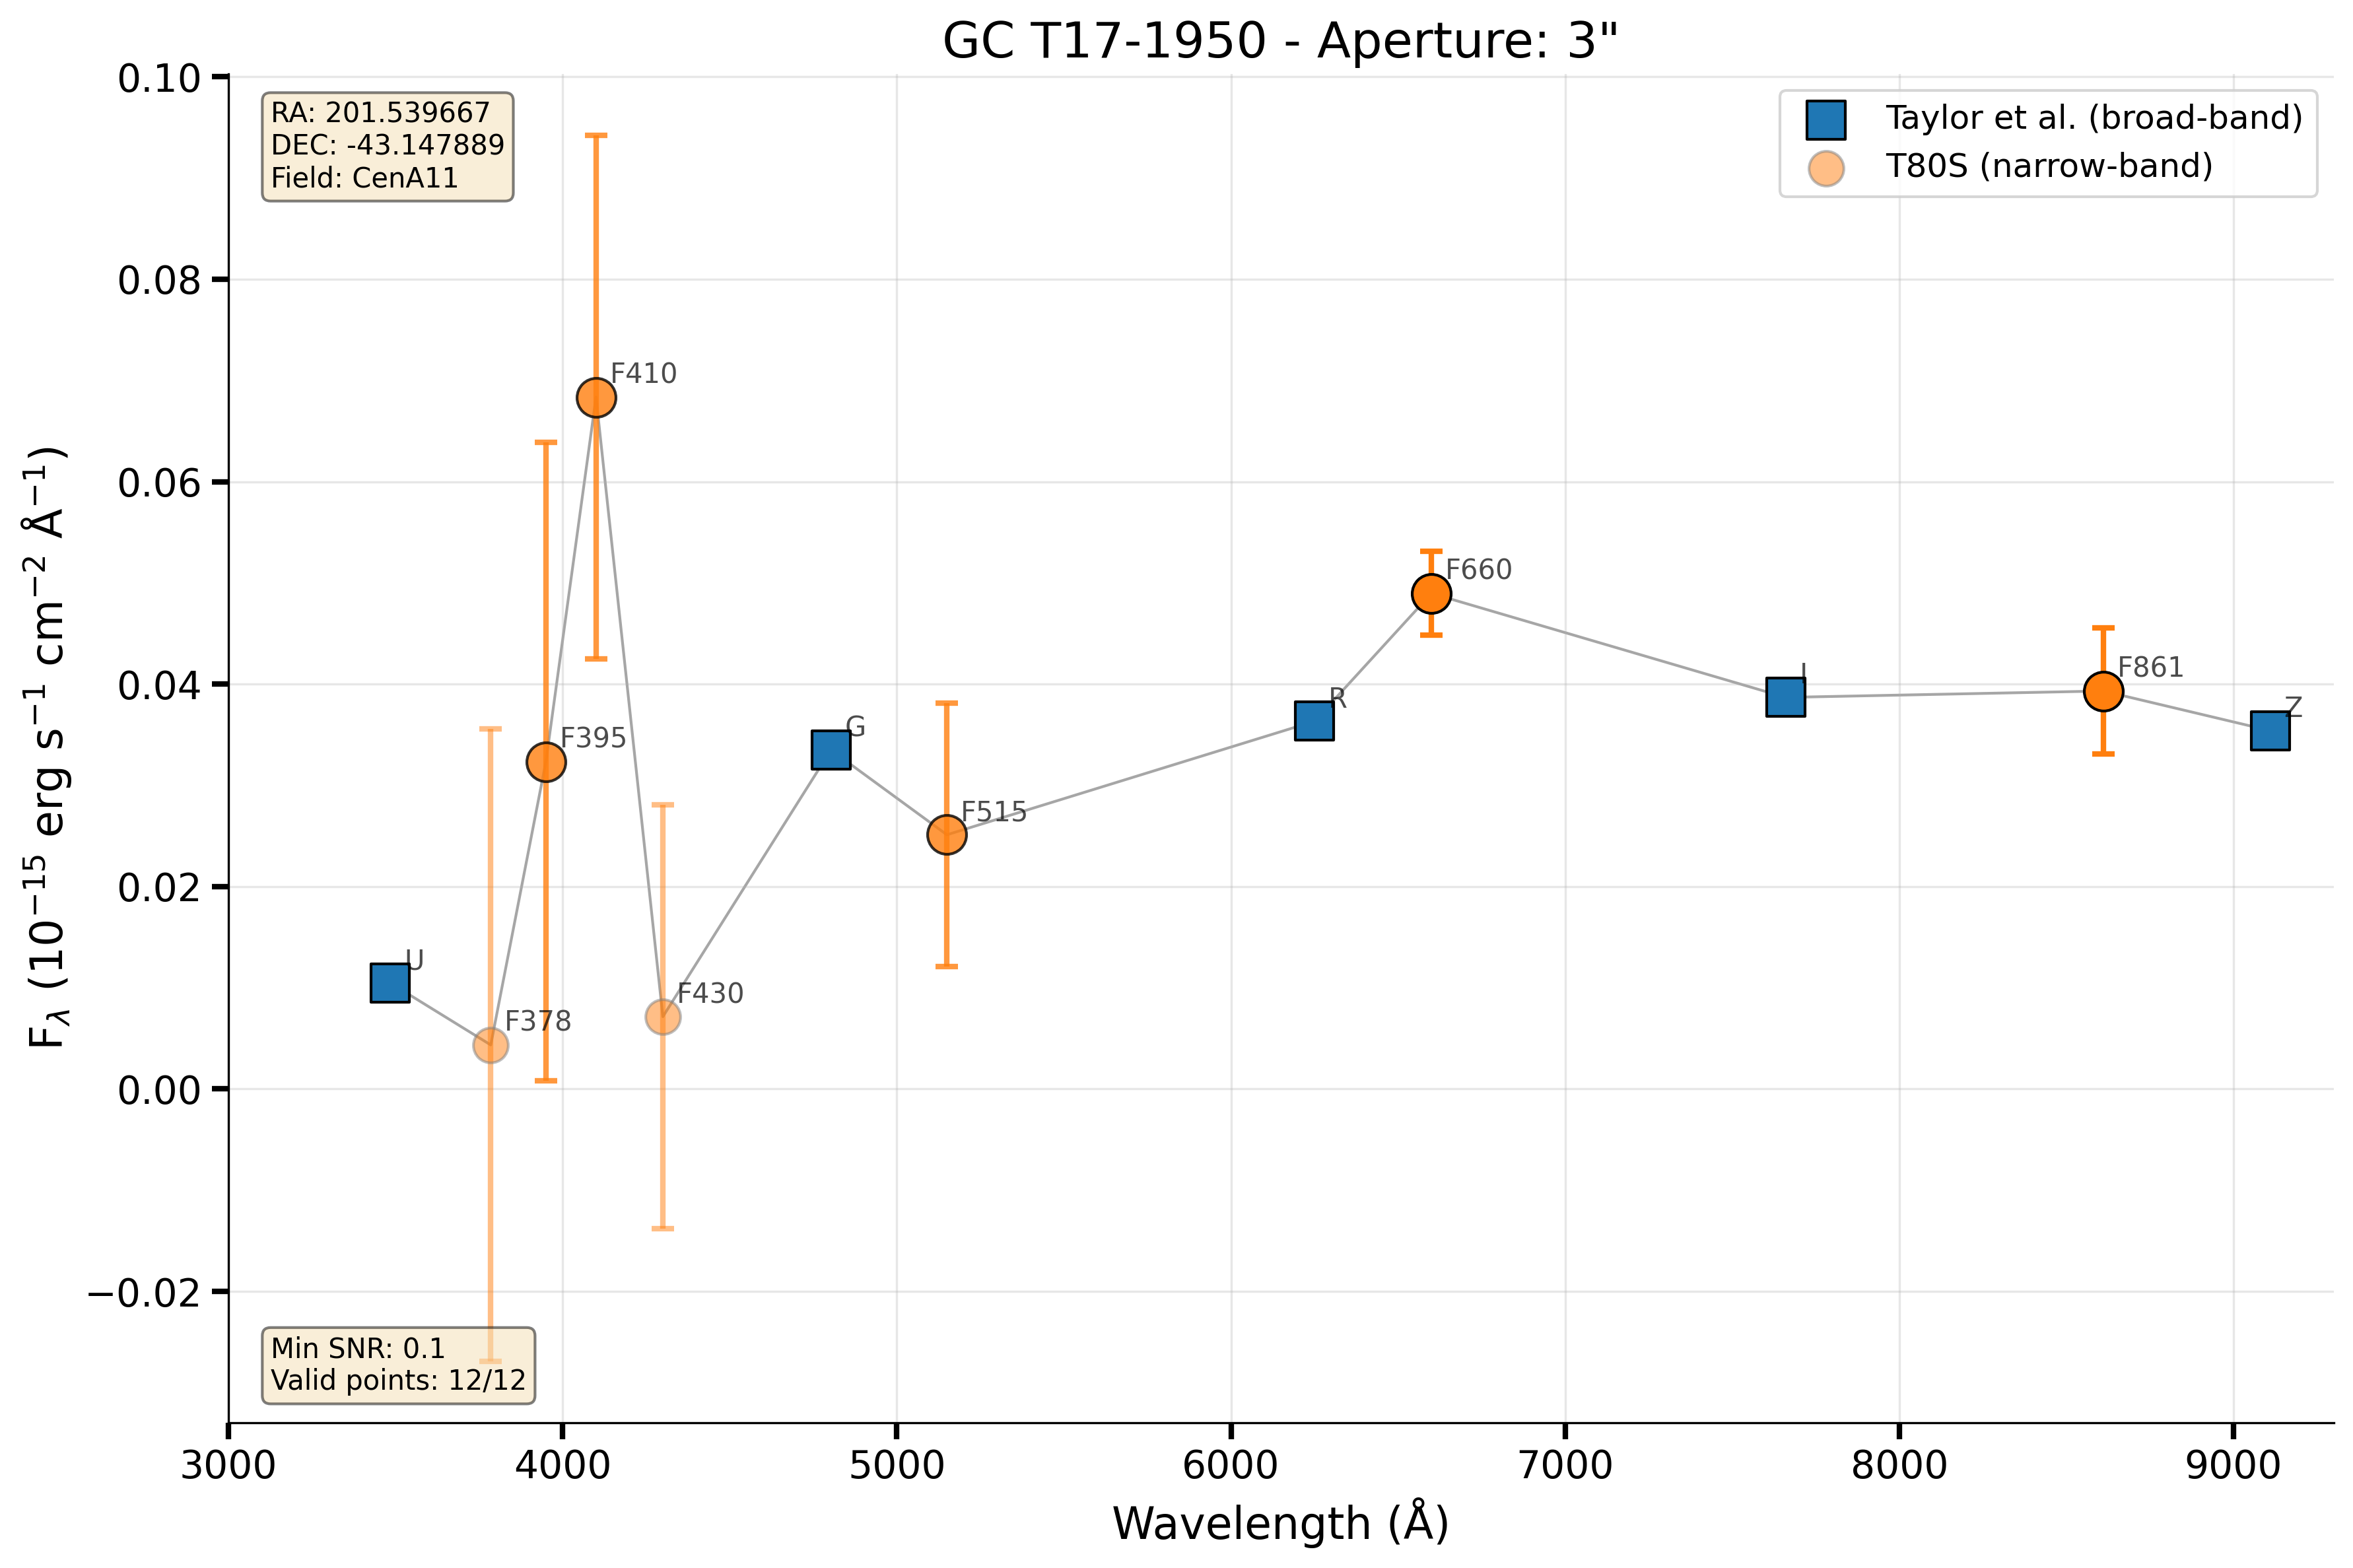 GC T17-1950 - Aperture: 3"
RA: 201.539667
DEC: -43.147889
Field: CenA11
Taylor et al. (broad-band)
T80S (narrow-band)
0.10
0.08
0.06
0.04
0.02
0.00
−0.02
F_λ (10⁻¹⁵ erg s⁻¹ cm⁻² Å⁻¹)
U
F378
F395
F410
F430
G
F515
R
F660
I
F861
Z
Min SNR: 0.1
Valid points: 12/12
3000 4000 5000 6000 7000 8000 9000
Wavelength (Å)